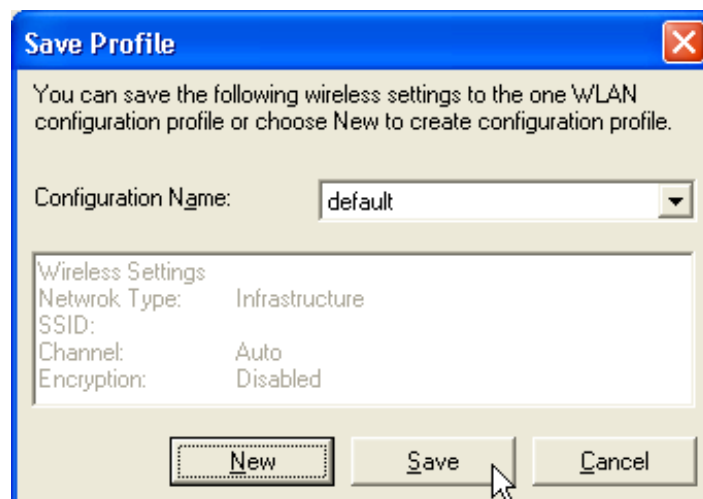 Save Profile
You can save the following wireless settings to the one WLAN
configuration profile or choose New to create configuration profile.
Configuration Name: default
Wireless Settings
Netwrok Type: Infrastructure
SSID:
Channel: Auto
Encryption: Disabled
New Save Cancel